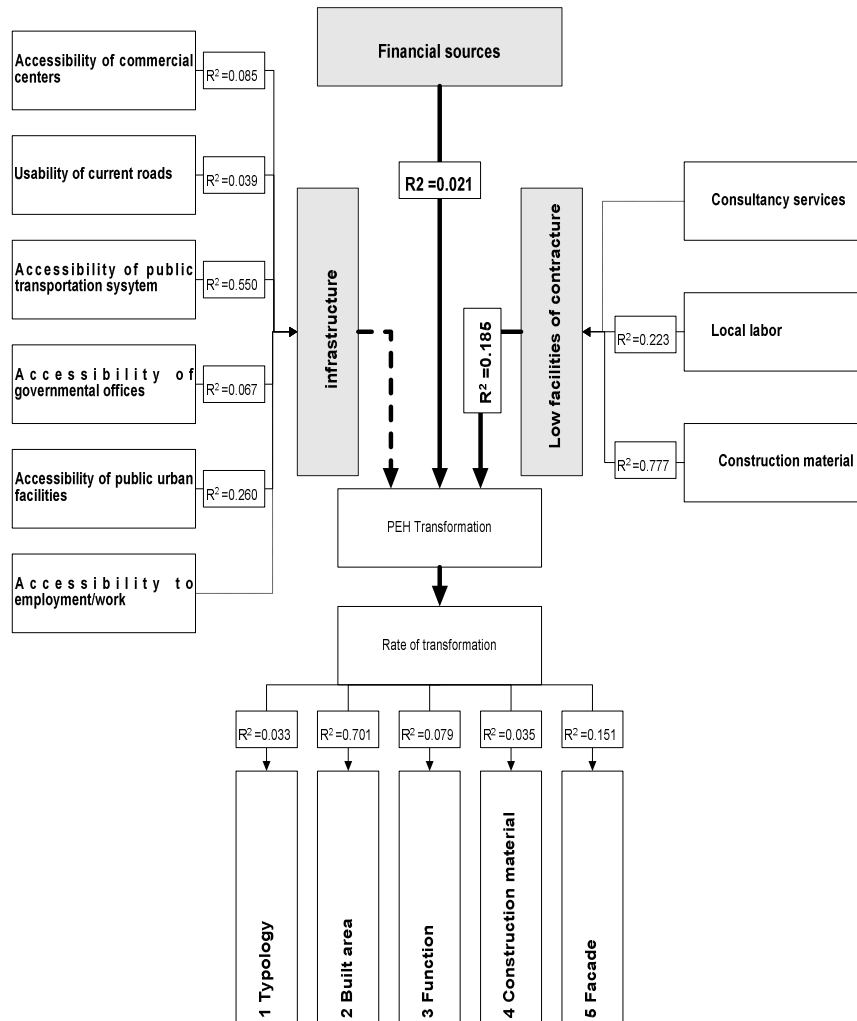 Financial sources
R2 =0.021
Accessibility of commercial
centers
R² =0.085
Usability of current roads
R² =0.039
Accessibility of public
transportation sysytem
R² =0.550
Accessibility of
governmental offices
R² =0.067
Accessibility of public urban
facilities
R² =0.260
Accessibility to
employment/work
infrastructure
Low facilities of contracture
R² =0.185
Consultancy services
Local labor
R² =0.223
Construction material
R² =0.777
PEH Transformation
Rate of transformation
R² =0.033
R² =0.701
R² =0.079
R² =0.035
R² =0.151
1 Typology
2 Built area
3 Function
4 Construction material
5 Facade